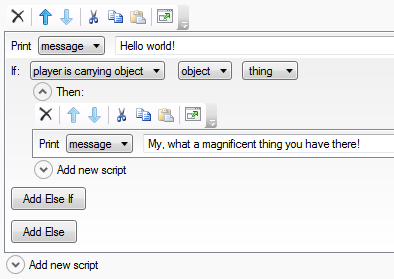 Print message Hello world!
If: player is carrying object object thing
Then:
Print message My, what a magnificent thing you have there!
Add new script
Add Else If
Add Else
Add new script